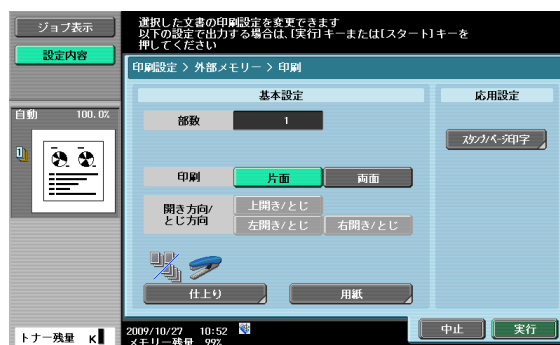 ジョブ表示
設定内容
選択した文書の印刷設定を変更できます
以下の設定で出力する場合は、[実行]キーまたは[スタート]キーを
押してください
印刷設定 > 外部メモリー > 印刷
自動 100.0%
基本設定
部数 1
印刷 片面 両面
開き方向/
とじ方向
上開き/とじ
左開き/とじ 右開き/とじ
仕上り 用紙
応用設定
スタンプ/ページ印字
トナー残量 K
2009/10/27 10:52
メモリー残量 99%
中止 実行